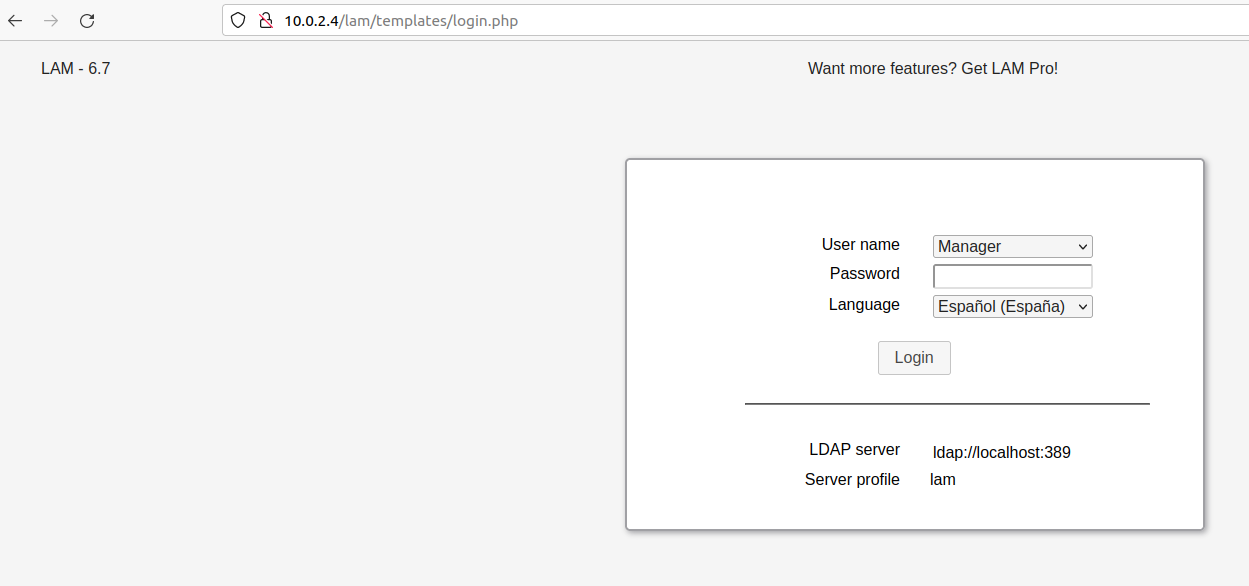 10.0.2.4/lam/templates/login.php
LAM - 6.7
Want more features? Get LAM Pro!
User name Manager
Password
Language Español (España)
Login
LDAP server ldap://localhost:389
Server profile lam